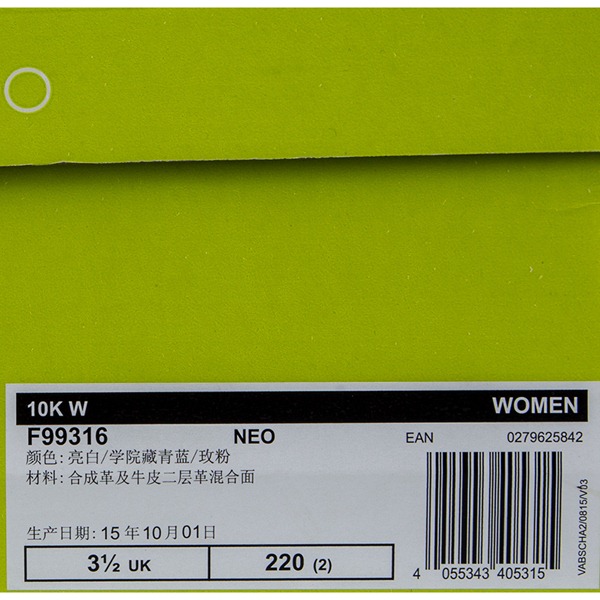 10K W WOMEN
F99316 NEO EAN 0279625842
颜色: 亮白/学院藏青蓝/玫粉
材料: 合成革及牛皮二层革混合面
生产日期: 15年10月01日
3½ UK 220 (2)
4 055343 405315
VABSCHA2/0815/V03